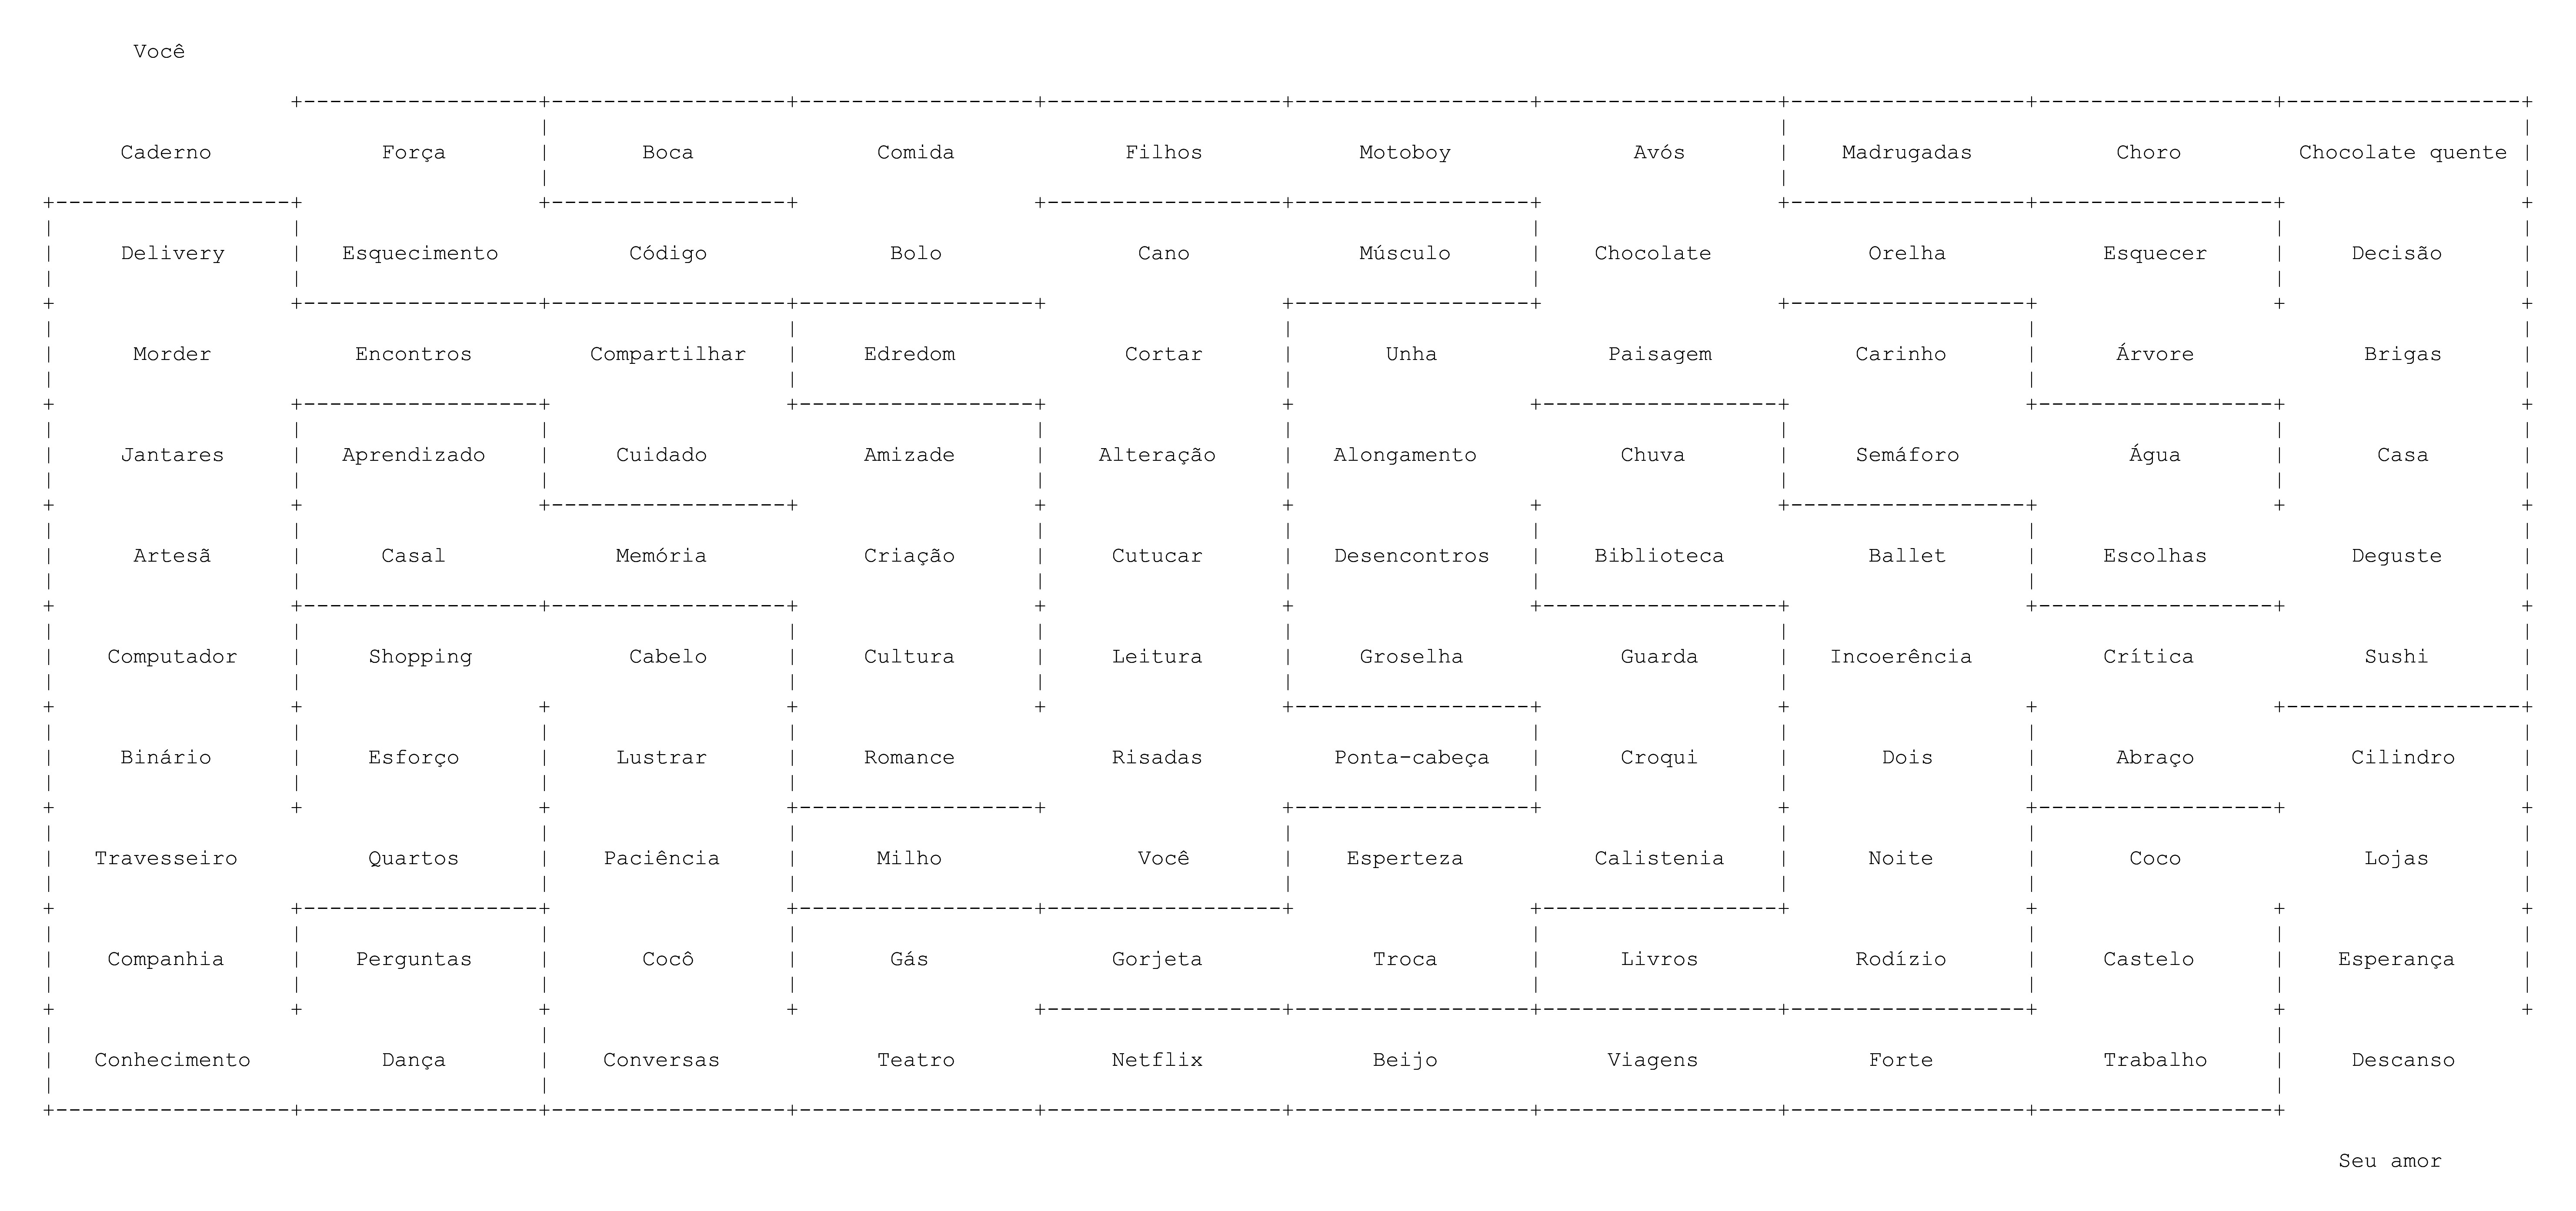 Você
Caderno Força Boca Comida Filhos Motoboy Avós Madrugadas Choro Chocolate quente
Delivery Esquecimento Código Bolo Cano Músculo Chocolate Orelha Esquecer Decisão
Morder Encontros Compartilhar Edredom Cortar Unha Paisagem Carinho Árvore Brigas
Jantares Aprendizado Cuidado Amizade Alteração Alongamento Chuva Semáforo Água Casa
Artesã Casal Memória Criação Cutucar Desencontros Biblioteca Ballet Escolhas Deguste
Computador Shopping Cabelo Cultura Leitura Groselha Guarda Incoerência Crítica Sushi
Binário Esforço Lustrar Romance Risadas Ponta-cabeça Croqui Dois Abraço Cilindro
Travesseiro Quartos Paciência Milho Você Esperteza Calistenia Noite Coco Lojas
Companhia Perguntas Cocô Gás Gorjeta Troca Livros Rodízio Castelo Esperança
Conhecimento Dança Conversas Teatro Netflix Beijo Viagens Forte Trabalho Descanso
Seu amor